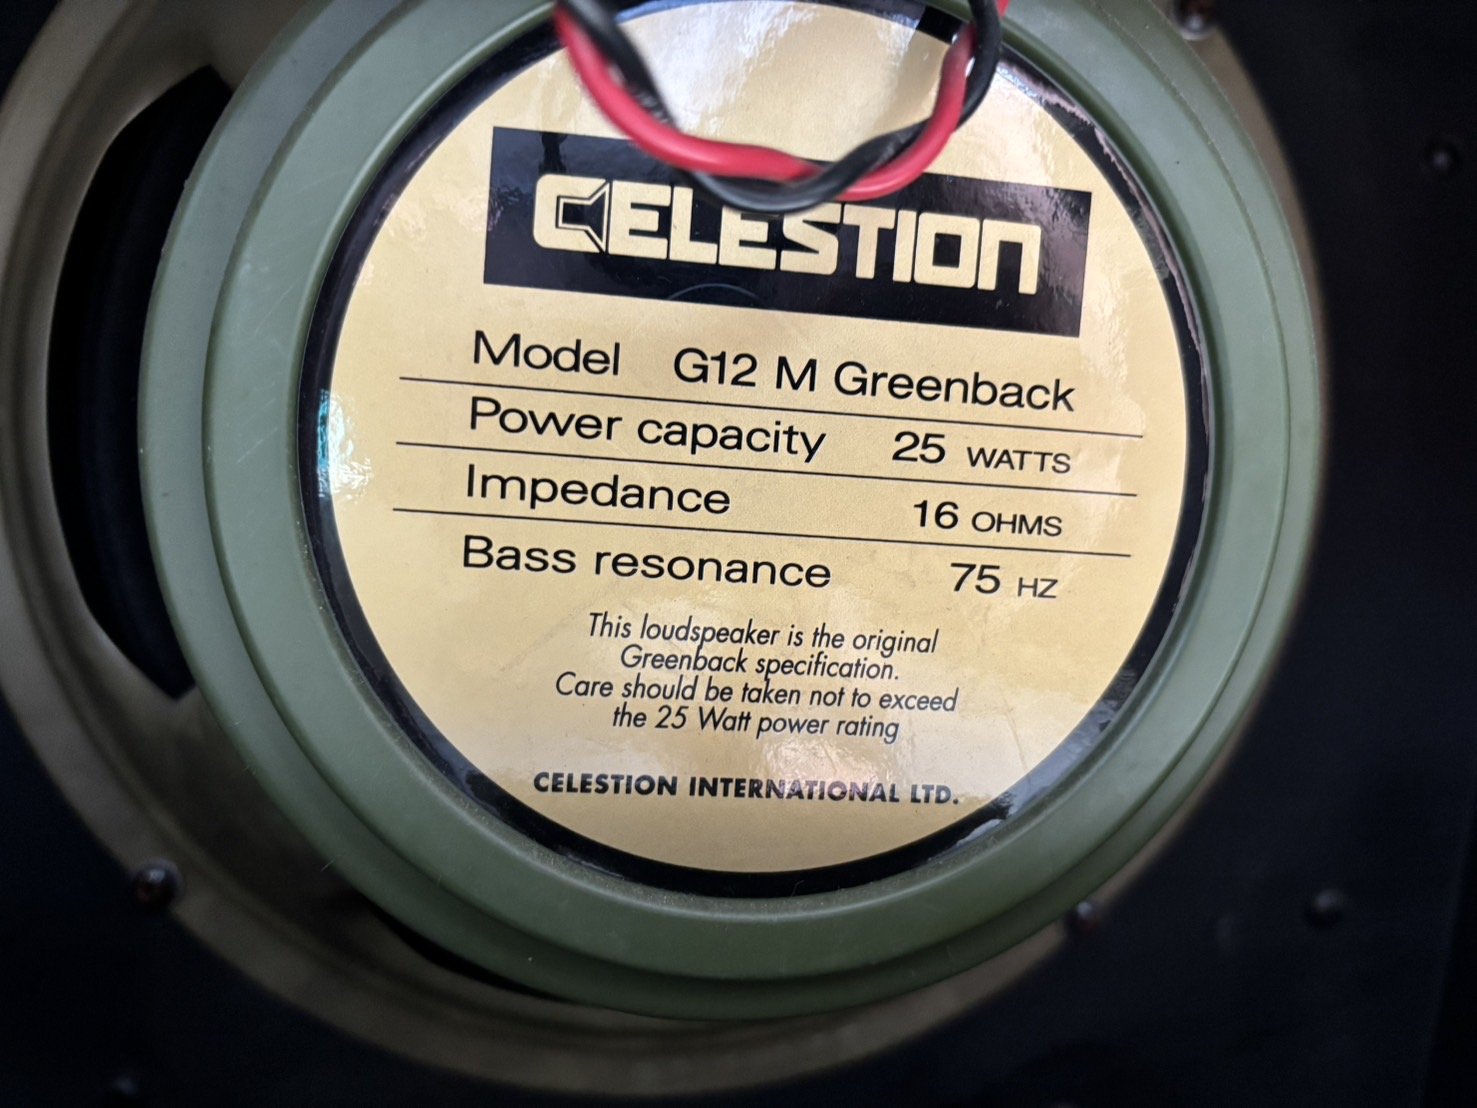 CELESTION
Model G12 M Greenback
Power capacity 25 WATTS
Impedance 16 OHMS
Bass resonance 75 HZ
This loudspeaker is the original
Greenback specification.
Care should be taken not to exceed
the 25 Watt power rating
CELESTION INTERNATIONAL LTD.